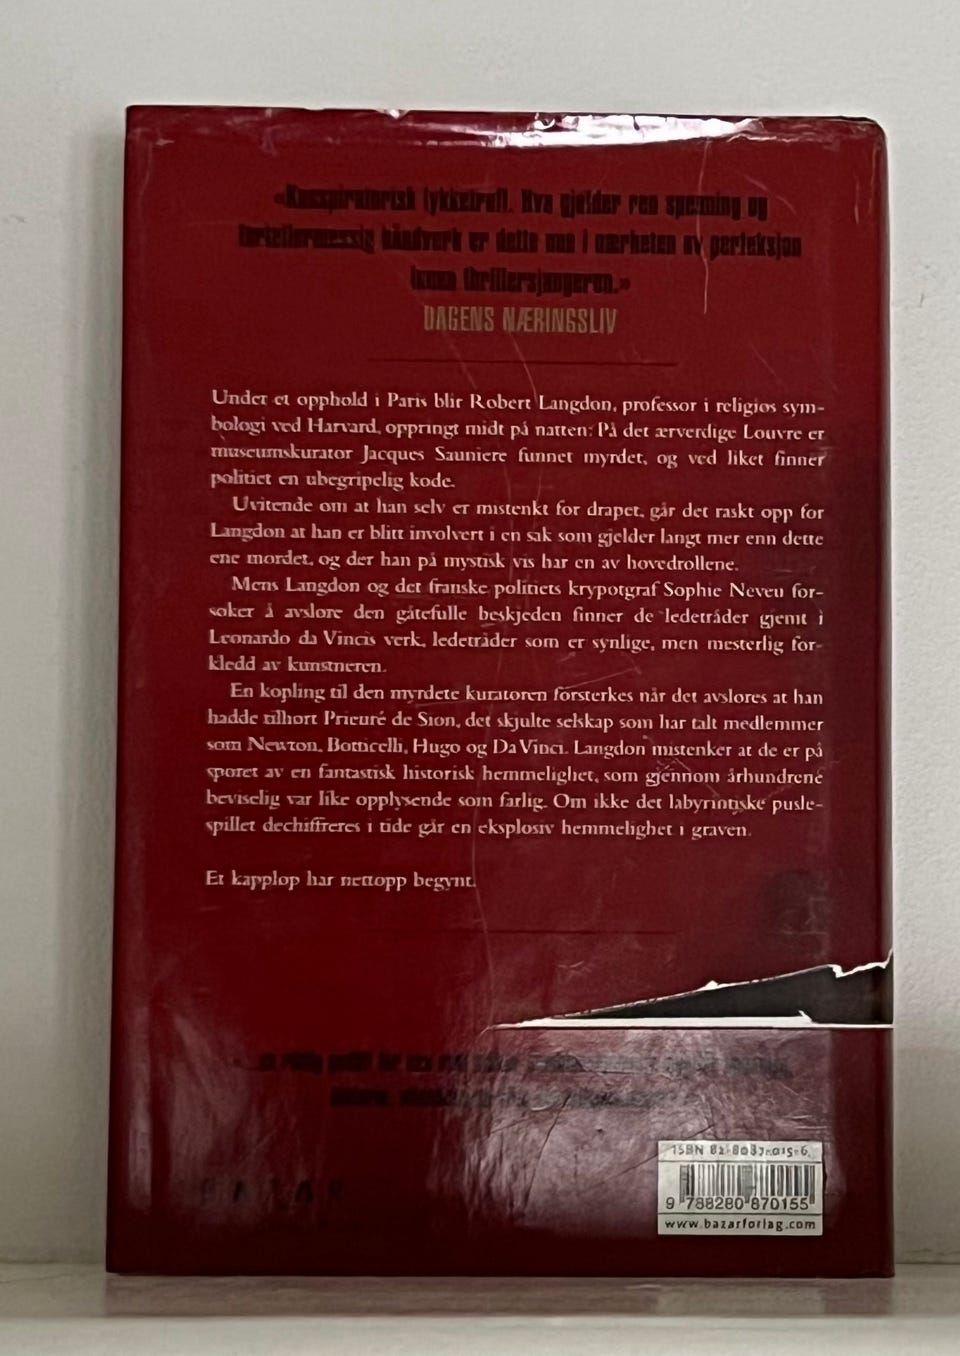 «Konspiratorisk lykketreff. Hva gjelder ren spenning og
fortellermessig håndverk er dette noe i nærheten av perfeksjon
innen thrillersjangeren.»
DAGENS NÆRINGSLIV
Under et opphold i Paris blir Robert Langdon, professor i religiøs sym-
bologi ved Harvard, oppringt midt på natten: På det ærverdige Louvre er
museumskurator Jacques Sauniere funnet myrdet, og ved liket finner
politiet en ubegripelig kode.
Uvitende om at han selv er mistenkt for drapet, går det raskt opp for
Langdon at han er blitt involvert i en sak som gjelder langt mer enn dette
ene mordet, og der han på mystisk vis har en av hovedrollene.
Mens Langdon og det franske politiets krypotgraf Sophie Neveu for-
søker å avsløre den gåtefulle beskjeden finner de ledetråder gjemt i
Leonardo da Vincis verk, ledetråder som er synlige, men mesterlig for-
kledd av kunstneren.
En kopling til den myrdete kuratoren forsterkes når det avsløres at han
hadde tilhørt Prieuré de Sion, det skjulte selskap som har talt medlemmer
som Newton, Botticelli, Hugo og Da Vinci. Langdon mistenker at de er på
sporet av en fantastisk historisk hemmelighet, som gjennom århundrene
beviselig var like opplysende som farlig. Om ikke det labyrintiske pusle-
spillet dechiffreres i tide går en eksplosiv hemmelighet i graven.
Et kappløp har nettopp begynt.
BAZAR
ISBN 82-8087-015-6
9 788280 870155
www.bazarforlag.com